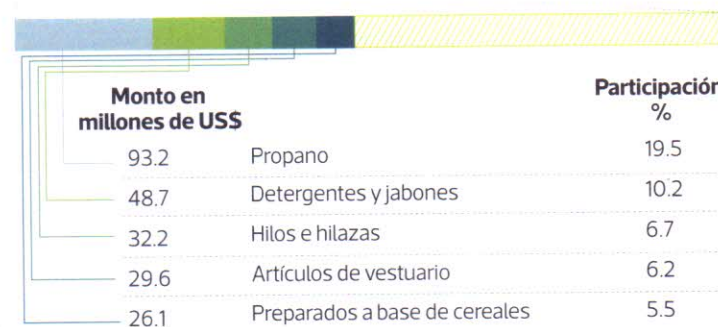 Monto en
millones de US$
Participación
%
93.2 Propano 19.5
48.7 Detergentes y jabones 10.2
32.2 Hilos e hilazas 6.7
29.6 Artículos de vestuario 6.2
26.1 Preparados a base de cereales 5.5